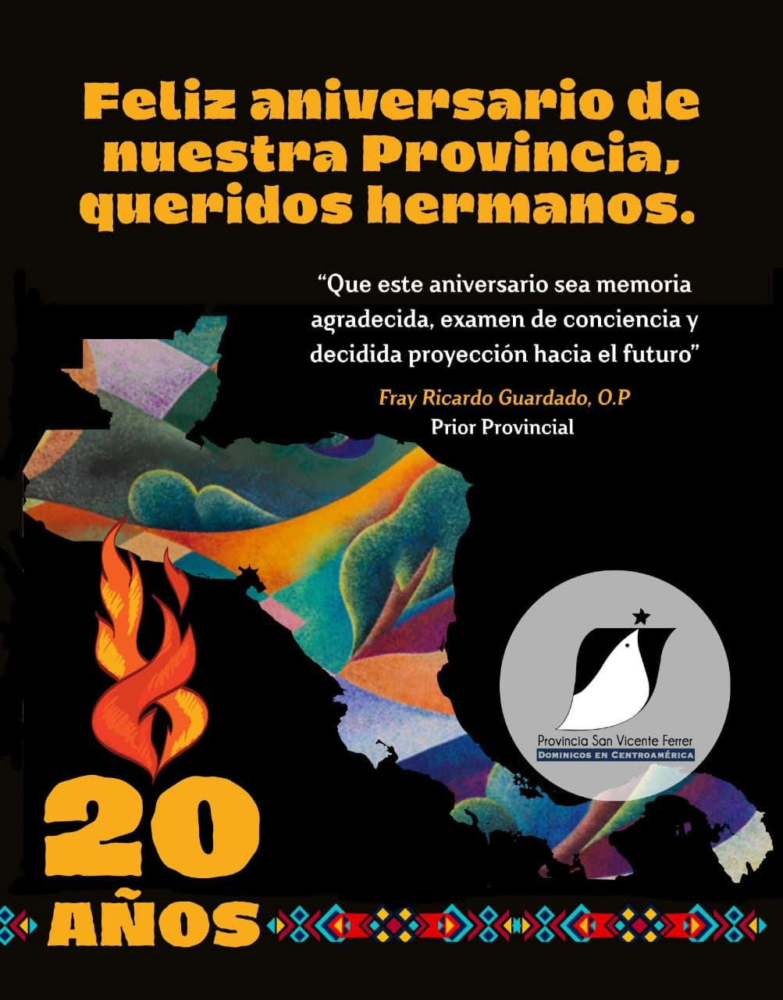 Feliz aniversario de
nuestra Provincia,
queridos hermanos.
“Que este aniversario sea memoria
agradecida, examen de conciencia y
decidida proyección hacia el futuro”
Fray Ricardo Guardado, O.P
Prior Provincial
Provincia San Vicente Ferrer
Dominicos en Centroamérica
20
AÑOS